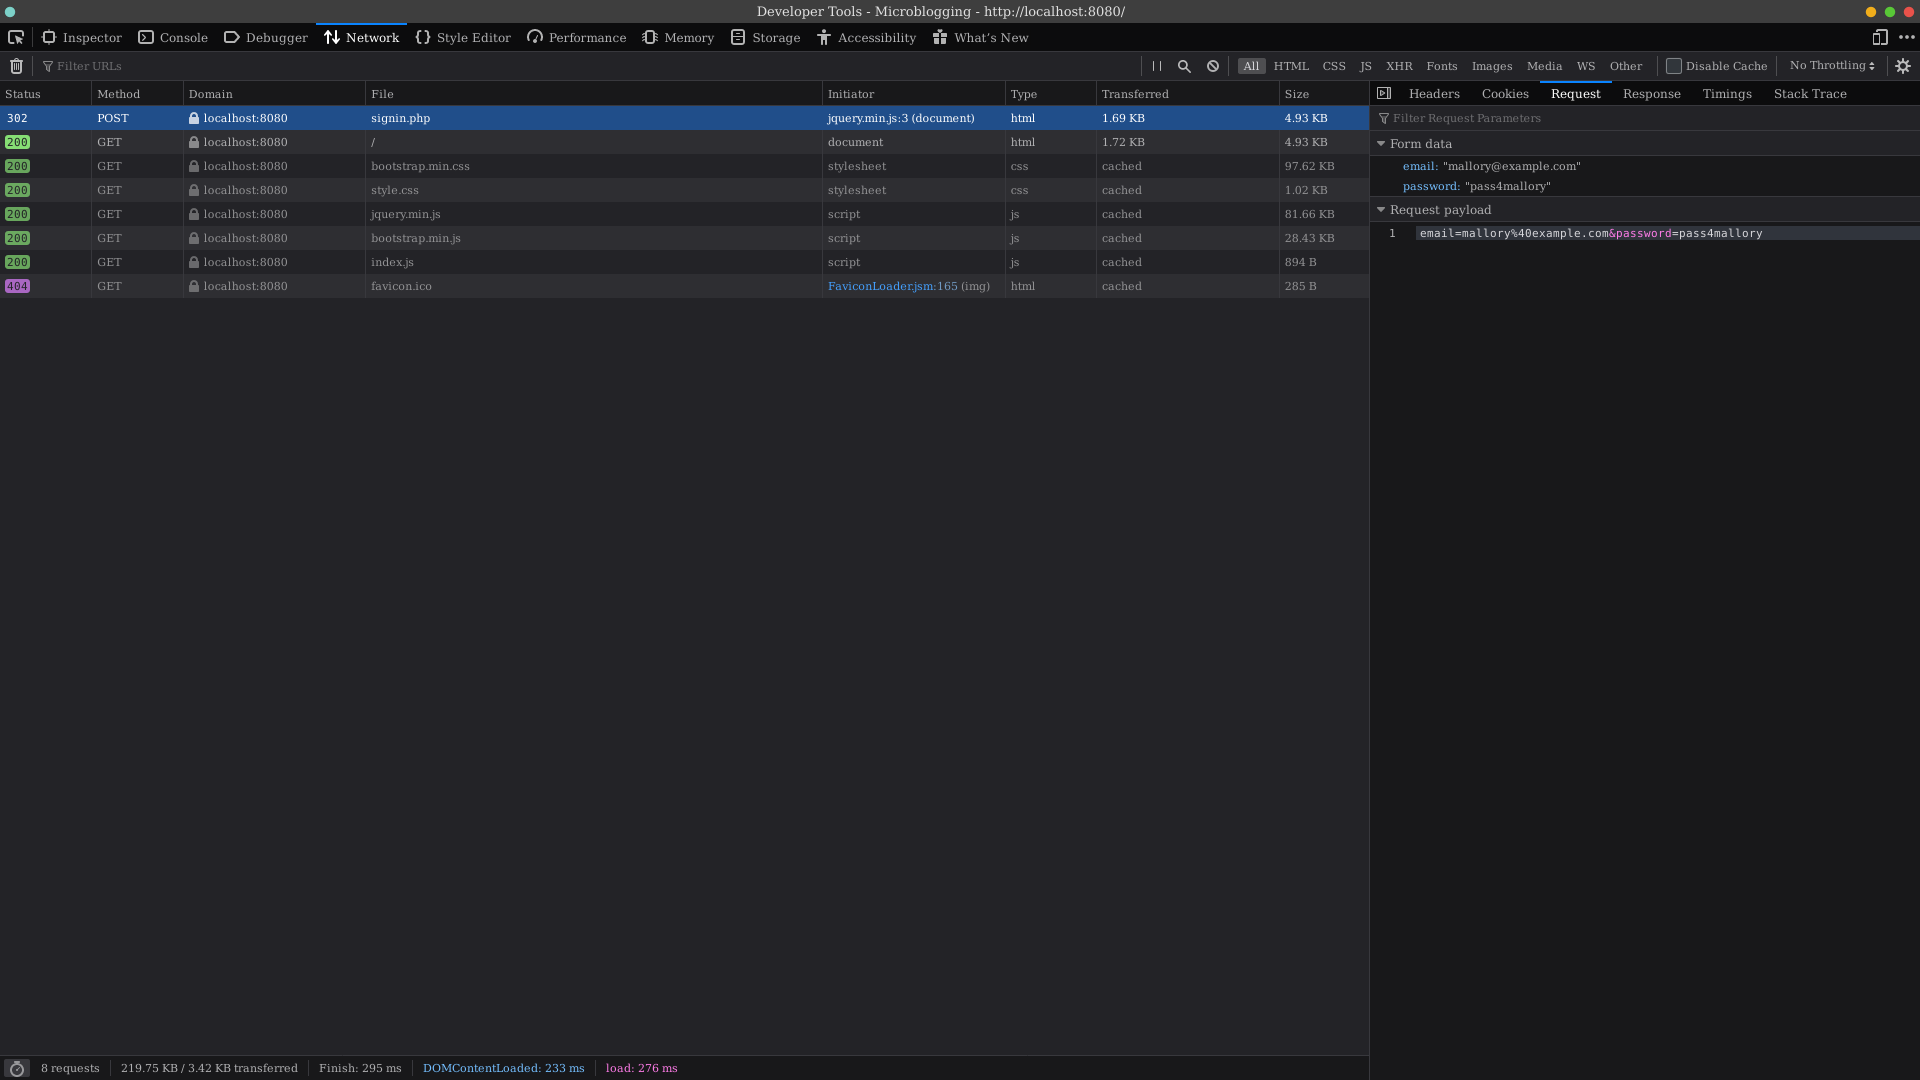 Developer Tools - Microblogging - http://localhost:8080/
Inspector Console Debugger Network Style Editor Performance Memory Storage Accessibility What's New
Filter URLs All HTML CSS JS XHR Fonts Images Media WS Other Disable Cache No Throttling
Status Method Domain File Initiator Type Transferred Size
302 POST localhost:8080 signin.php jquery.min.js:3 (document) html 1.69 KB 4.93 KB
200 GET localhost:8080 / document html 1.72 KB 4.93 KB
200 GET localhost:8080 bootstrap.min.css stylesheet css cached 97.62 KB
200 GET localhost:8080 style.css stylesheet css cached 1.02 KB
200 GET localhost:8080 jquery.min.js script js cached 81.66 KB
200 GET localhost:8080 bootstrap.min.js script js cached 28.43 KB
200 GET localhost:8080 index.js script js cached 894 B
404 GET localhost:8080 favicon.ico FaviconLoader.jsm:165 (img) html cached 285 B
Headers Cookies Request Response Timings Stack Trace
Filter Request Parameters
Form data
email: "mallory@example.com"
password: "pass4mallory"
Request payload
1 email=mallory%40example.com&password=pass4mallory
8 requests 219.75 KB / 3.42 KB transferred Finish: 295 ms DOMContentLoaded: 233 ms load: 276 ms